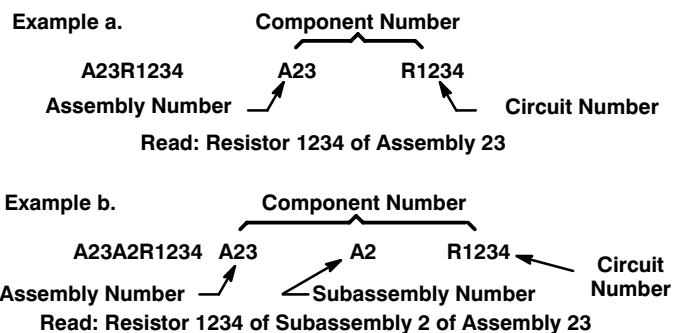 Example a. Component Number
A23R1234 A23 R1234
Assembly Number Circuit Number
Read: Resistor 1234 of Assembly 23
Example b. Component Number
A23A2R1234 A23 A2 R1234
Circuit
Number
Assembly Number Subassembly Number
Read: Resistor 1234 of Subassembly 2 of Assembly 23